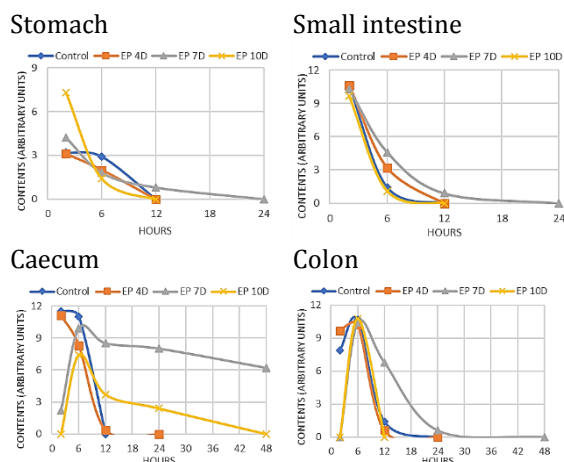 Stomach
Control EP 4D EP 7D EP 10D
CONTENTS (ARBITRARY UNITS)
9
6
3
0
0 6 12 18 24
HOURS
Small intestine
Control EP 4D EP 7D EP 10D
CONTENTS (ARBITRARY UNITS)
12
9
6
3
0
0 6 12 18 24
HOURS
Caecum
Control EP 4D EP 7D EP 10D
CONTENTS (ARBITRARY UNITS)
12
9
6
3
0
0 6 12 18 24 30 36 42 48
HOURS
Colon
Control EP 4D EP 7D EP 10D
CONTENTS (ARBITRARY UNITS)
12
9
6
3
0
0 6 12 18 24 30 36 42 48
HOURS